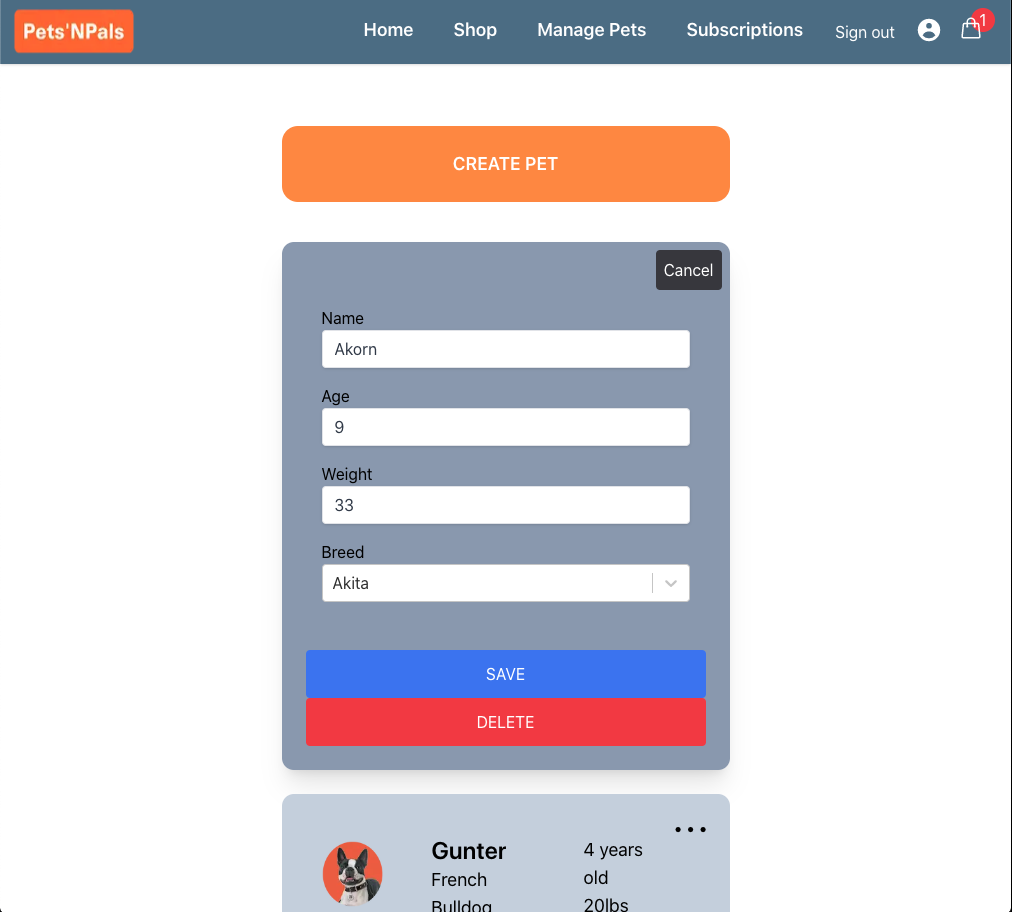 Pets'NPals
Home Shop Manage Pets Subscriptions Sign out 1
CREATE PET
Cancel
Name
Akorn
Age
9
Weight
33
Breed
Akita
SAVE
DELETE
Gunter
French
Bulldog
4 years
old
20lbs